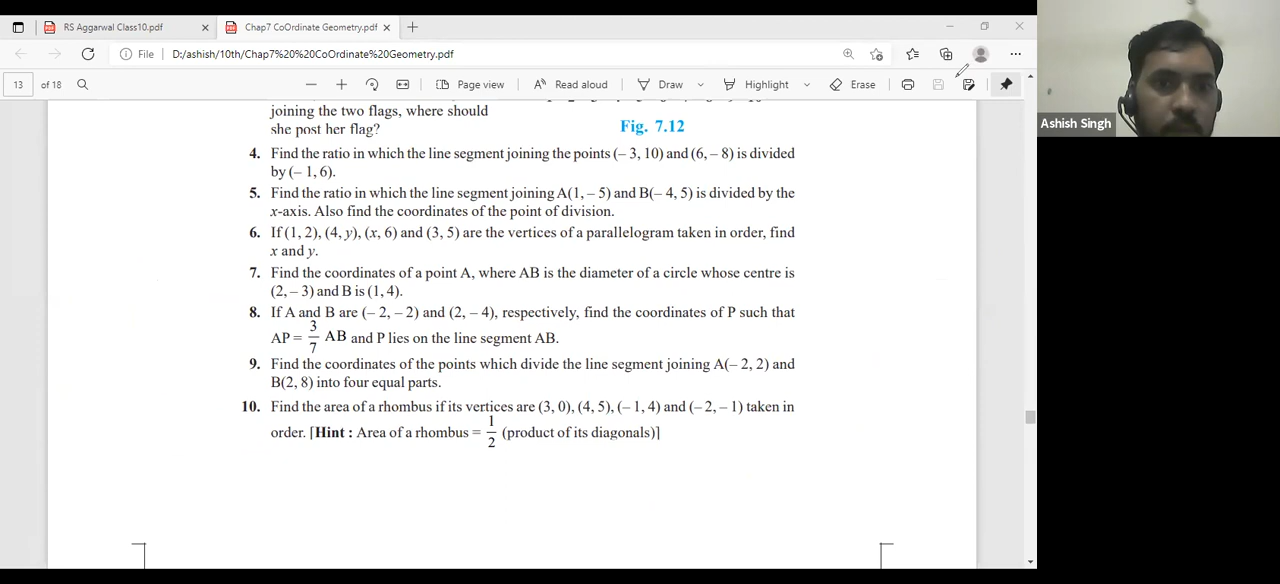 RS Aggarwal Class10.pdf
Chap7 CoOrdinate Geometry.pdf
File D:/ashish/10th/Chap7%20%20CoOrdinate%20Geometry.pdf
13 of 18 Page view Read aloud Draw Highlight Erase
joining the two flags, where should
she post her flag?
Fig. 7.12
4. Find the ratio in which the line segment joining the points (– 3, 10) and (6, – 8) is divided
by (– 1, 6).
5. Find the ratio in which the line segment joining A(1, – 5) and B(– 4, 5) is divided by the
x-axis. Also find the coordinates of the point of division.
6. If (1, 2), (4, y), (x, 6) and (3, 5) are the vertices of a parallelogram taken in order, find
x and y.
7. Find the coordinates of a point A, where AB is the diameter of a circle whose centre is
(2, – 3) and B is (1, 4).
8. If A and B are (– 2, – 2) and (2, – 4), respectively, find the coordinates of P such that
AP = 3/7 AB and P lies on the line segment AB.
9. Find the coordinates of the points which divide the line segment joining A(– 2, 2) and
B(2, 8) into four equal parts.
10. Find the area of a rhombus if its vertices are (3, 0), (4, 5), (– 1, 4) and (– 2, – 1) taken in
order. [Hint : Area of a rhombus = 1/2 (product of its diagonals)]
Ashish Singh